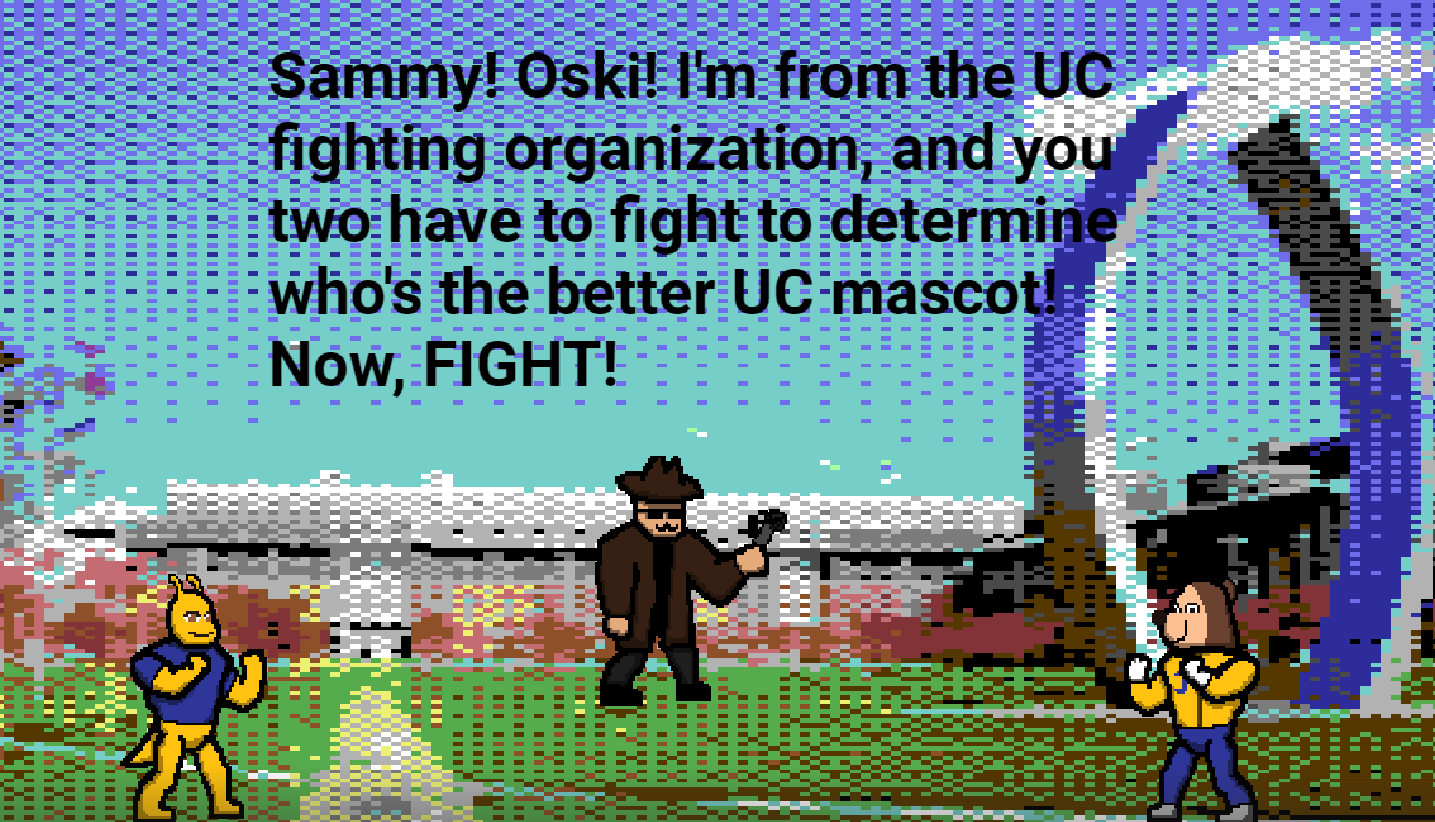 Sammy! Oski! I'm from the UC
fighting organization, and you
two have to fight to determine
who's the better UC mascot!
Now, FIGHT!